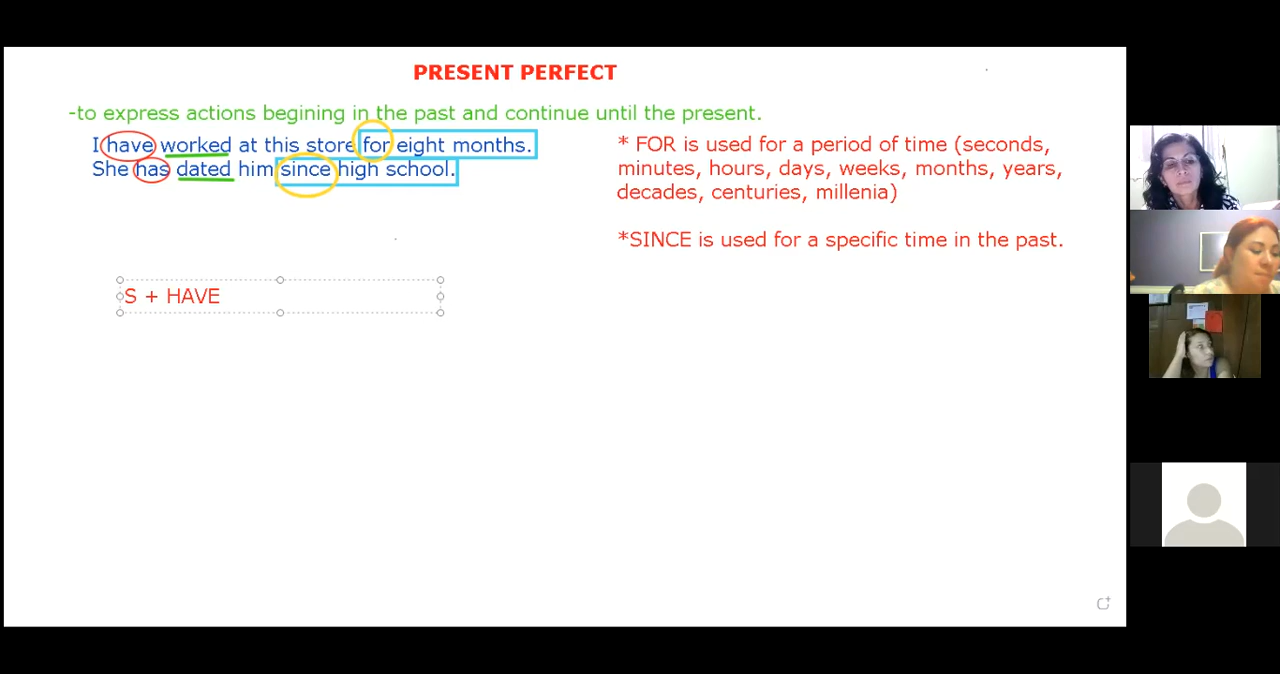 PRESENT PERFECT
-to express actions begining in the past and continue until the present.
I have worked at this store for eight months.
She has dated him since high school.
* FOR is used for a period of time (seconds,
minutes, hours, days, weeks, months, years,
decades, centuries, millenia)
*SINCE is used for a specific time in the past.
S + HAVE